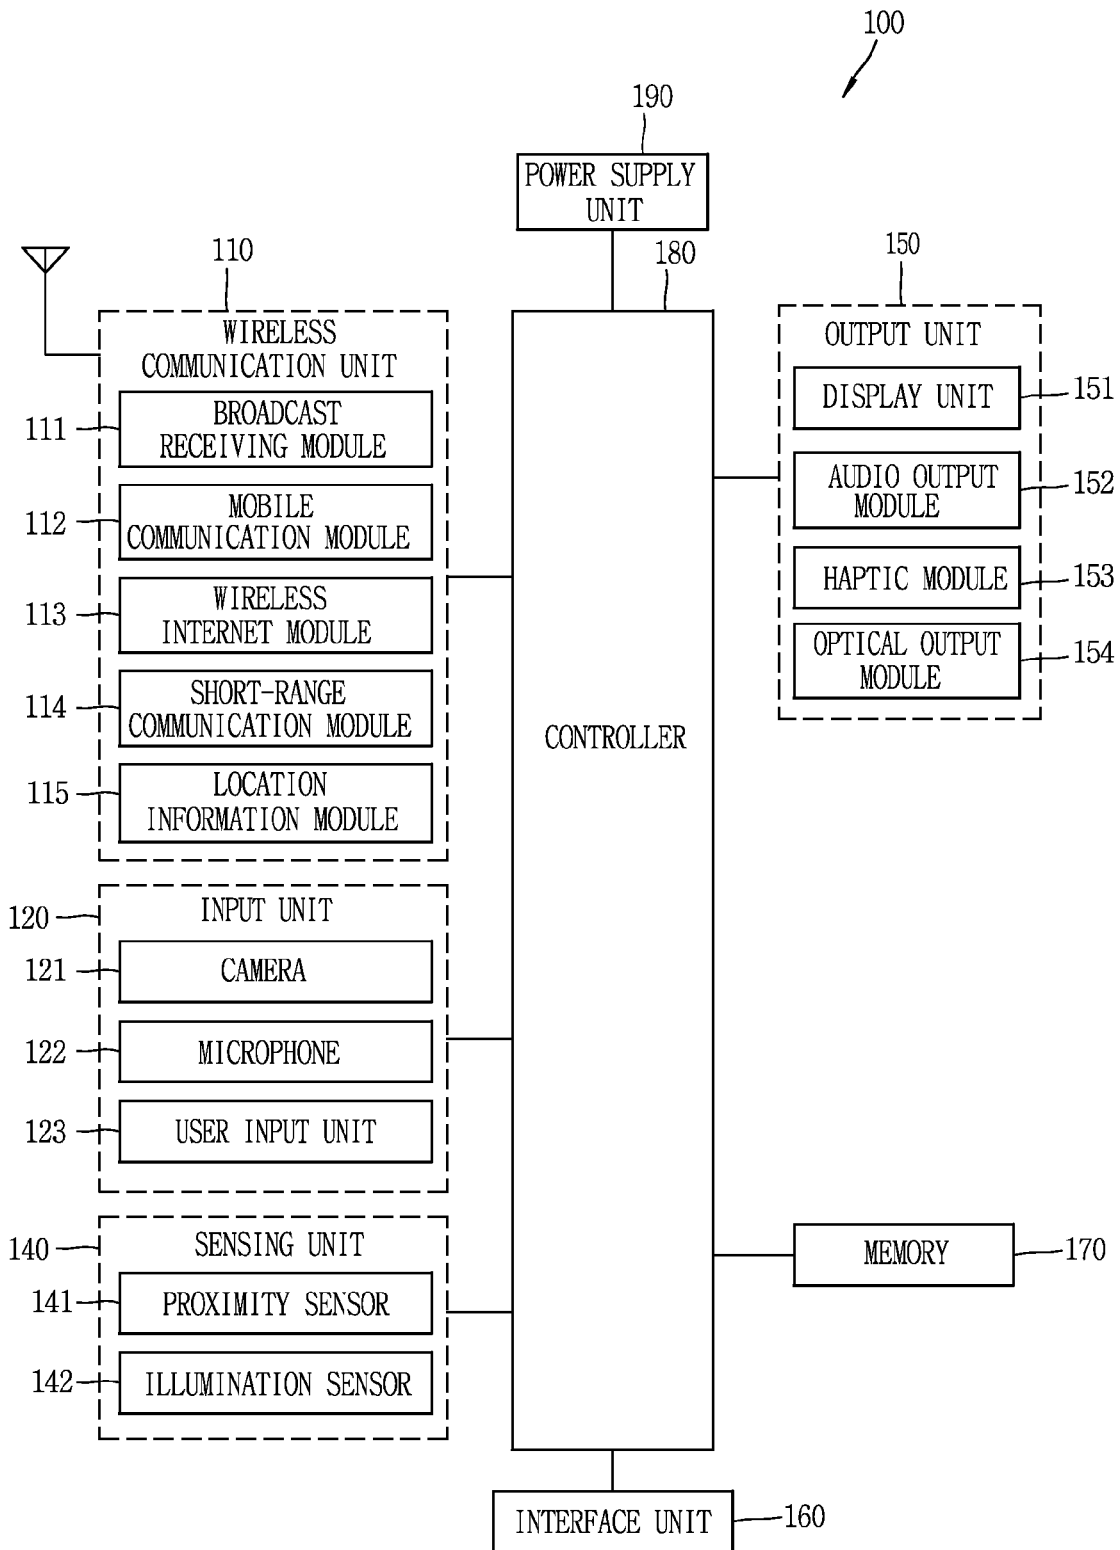 100
190
POWER SUPPLY
UNIT
110
180
150
WIRELESS
COMMUNICATION UNIT
111
BROADCAST
RECEIVING MODULE
112
MOBILE
COMMUNICATION MODULE
113
WIRELESS
INTERNET MODULE
114
SHORT-RANGE
COMMUNICATION MODULE
115
LOCATION
INFORMATION MODULE
120
INPUT UNIT
121
CAMERA
122
MICROPHONE
123
USER INPUT UNIT
140
SENSING UNIT
141
PROXIMITY SENSOR
142
ILLUMINATION SENSOR
CONTROLLER
OUTPUT UNIT
DISPLAY UNIT
151
AUDIO OUTPUT
MODULE
152
HAPTIC MODULE
153
OPTICAL OUTPUT
MODULE
154
MEMORY
170
INTERFACE UNIT
160